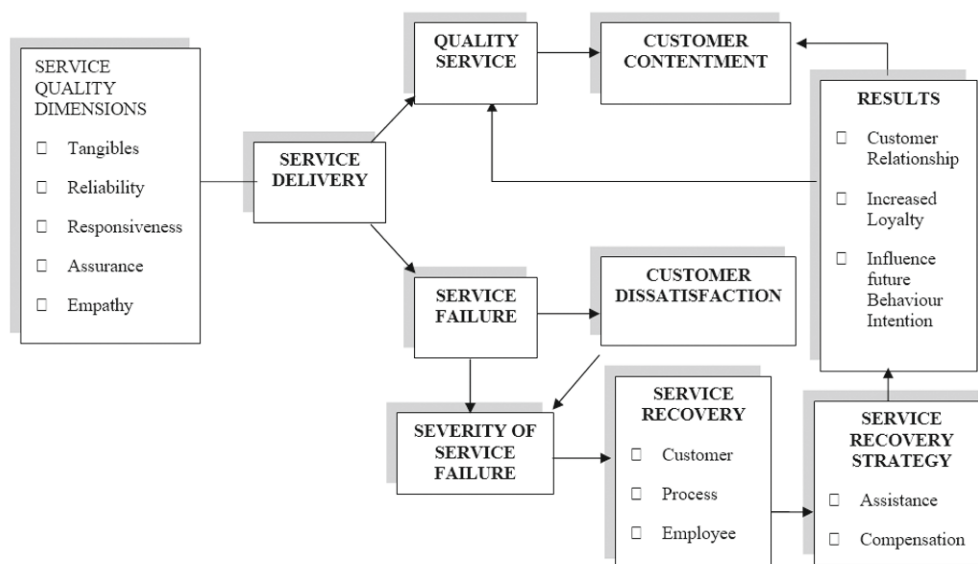 SERVICE
QUALITY
DIMENSIONS
Tangibles
Reliability
Responsiveness
Assurance
Empathy
SERVICE
DELIVERY
QUALITY
SERVICE
CUSTOMER
CONTENTMENT
SERVICE
FAILURE
CUSTOMER
DISSATISFACTION
SEVERITY OF
SERVICE
FAILURE
SERVICE
RECOVERY
Customer
Process
Employee
SERVICE
RECOVERY
STRATEGY
Assistance
Compensation
RESULTS
Customer
Relationship
Increased
Loyalty
Influence
future
Behaviour
Intention